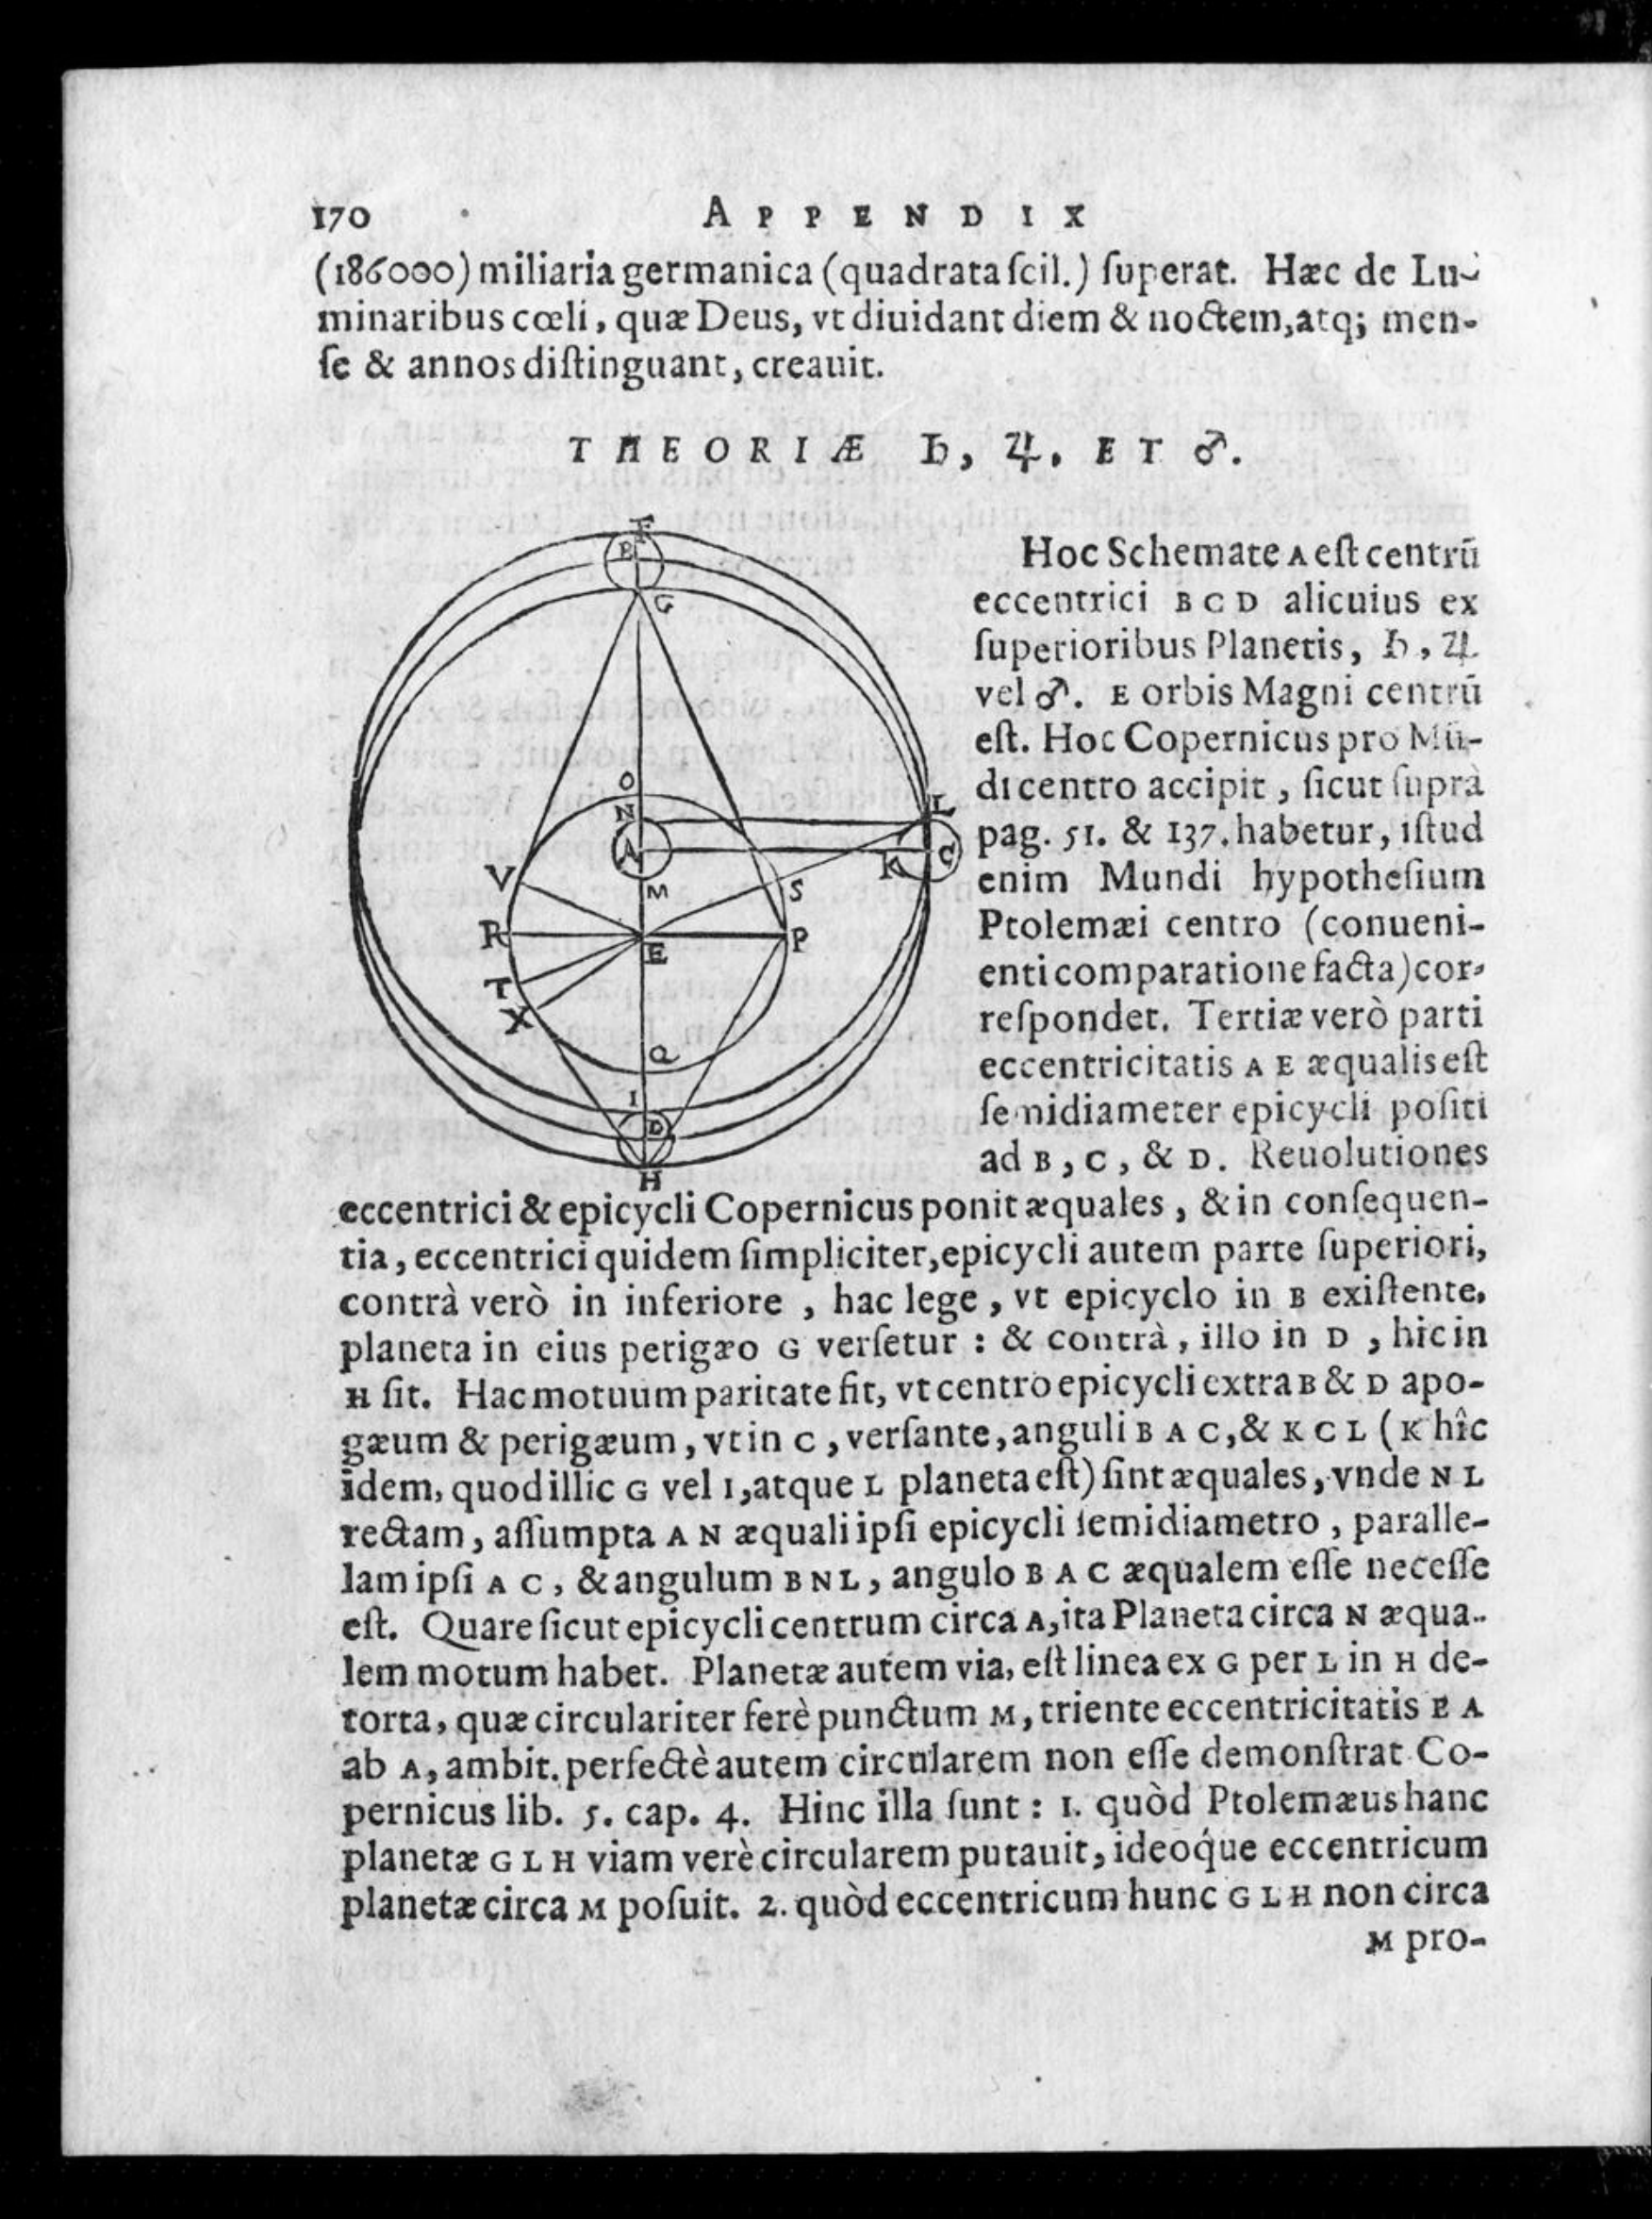 170 APPENDIX
(186000) miliaria germanica (quadrata ſcil.) ſuperat. Hæc de Lu-
minaribus cœli, quæ Deus, vt diuidant diem & noctem, atq; men-
ſe & annos diſtinguant, creauit.
THEORIÆ ♄, ♃, ET ♂.
F
B
G
O
N
A
M
L
K
C
V
S
R
E
P
T
X
Q
I
D
H
Hoc Schemate A eſt centrū
eccentrici B C D alicuius ex
ſuperioribus Planetis, ♄, ♃
vel ♂. E orbis Magni centrū
eſt. Hoc Copernicus pro Mū-
di centro accipit, ſicut ſuprà
pag. 51. & 137. habetur, iſtud
enim Mundi hypotheſium
Ptolemæi centro (conueni-
enti comparatione facta) cor-
reſpondet. Tertiæ verò parti
eccentricitatis A E æqualis eſt
ſemidiameter epicycli poſiti
ad B, C, & D. Reuolutiones
eccentrici & epicycli Copernicus ponit æquales, & in conſequen-
tia, eccentrici quidem ſimpliciter, epicycli autem parte ſuperiori,
contrà verò in inferiore, hac lege, vt epicyclo in B exiſtente,
planeta in eius perigæo G verſetur: & contrà, illo in D, hic in
H ſit. Hac motuum paritate fit, vt centro epicycli extra B & D apo-
gæum & perigæum, vt in C, verſante, anguli B A C, & K C L (K hîc
idem, quod illic G vel I, atque L planeta eſt) ſint æquales, vnde N L
rectam, aſſumpta A N æquali ipſi epicycli ſemidiametro, paralle-
lam ipſi A C, & angulum B N L, angulo B A C æqualem eſſe neceſſe
eſt. Quare ſicut epicycli centrum circa A, ita Planeta circa N æqua-
lem motum habet. Planetæ autem via, eſt linea ex G per L in H de-
torta, quæ circulariter ferè punctum M, triente eccentricitatis E A
ab A, ambit. perfectè autem circularem non eſſe demonſtrat Co-
pernicus lib. 5. cap. 4. Hinc illa ſunt: 1. quòd Ptolemæus hanc
planetæ G L H viam verè circularem putauit, ideoq́ue eccentricum
planetæ circa M poſuit. 2. quòd eccentricum hunc G L H non circa
M pro-